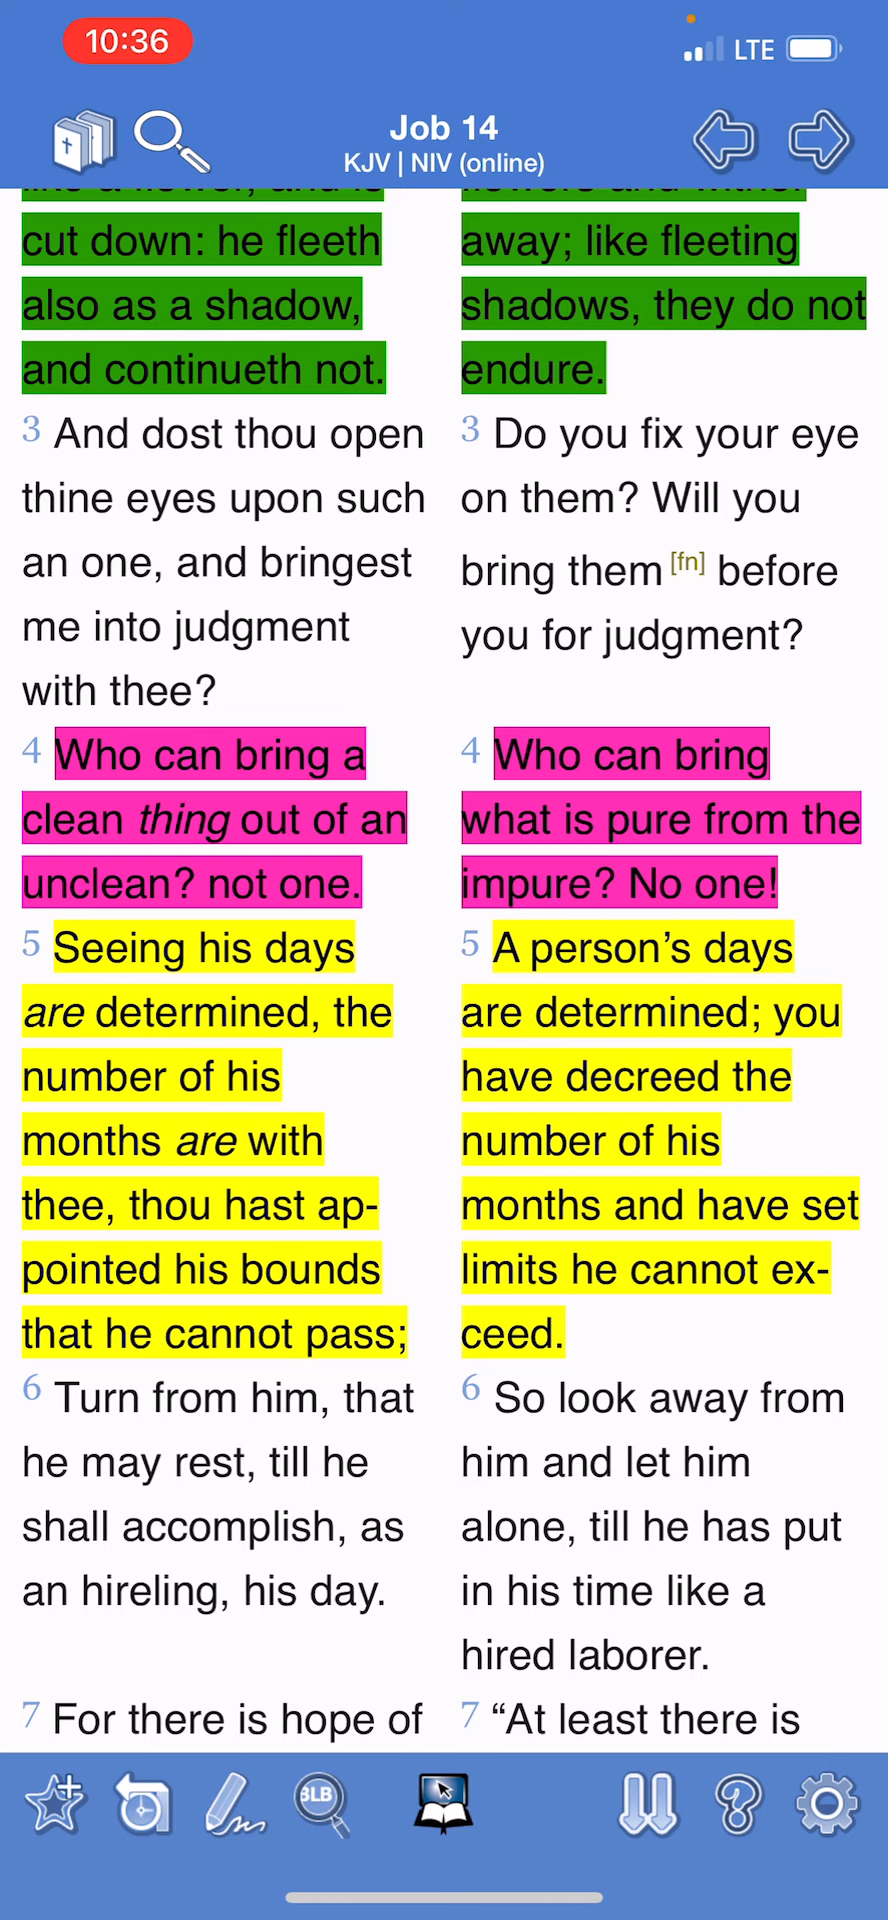 10:36
LTE
Job 14
KJV | NIV (online)
like a flower, and is
cut down: he fleeth
also as a shadow,
and continueth not.
3 And dost thou open
thine eyes upon such
an one, and bringest
me into judgment
with thee?
4 Who can bring a
clean thing out of an
unclean? not one.
5 Seeing his days
are determined, the
number of his
months are with
thee, thou hast ap-
pointed his bounds
that he cannot pass;
6 Turn from him, that
he may rest, till he
shall accomplish, as
an hireling, his day.
7 For there is hope of
flowers and wither
away; like fleeting
shadows, they do not
endure.
3 Do you fix your eye
on them? Will you
bring them [fn] before
you for judgment?
4 Who can bring
what is pure from the
impure? No one!
5 A person’s days
are determined; you
have decreed the
number of his
months and have set
limits he cannot ex-
ceed.
6 So look away from
him and let him
alone, till he has put
in his time like a
hired laborer.
7 “At least there is
BLB